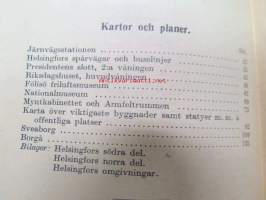 Kartor och planer.
Järnvägsstationen
Helsingfors spårvägar och busslinjer
Presidentens slott, 2:a våningen
Riksdagshuset, huvudvåningen
Fölisö friluftsmuseum
Nationalmuseum
Myntkabinettet och Armfeltrummen
Karta över viktigaste byggnader samt statyer m. m. å
offentliga platser
Sveaborg
Borgå
Bilagor: Helsingfors södra del.
Helsingfors norra del.
Helsingfors omgivningar.